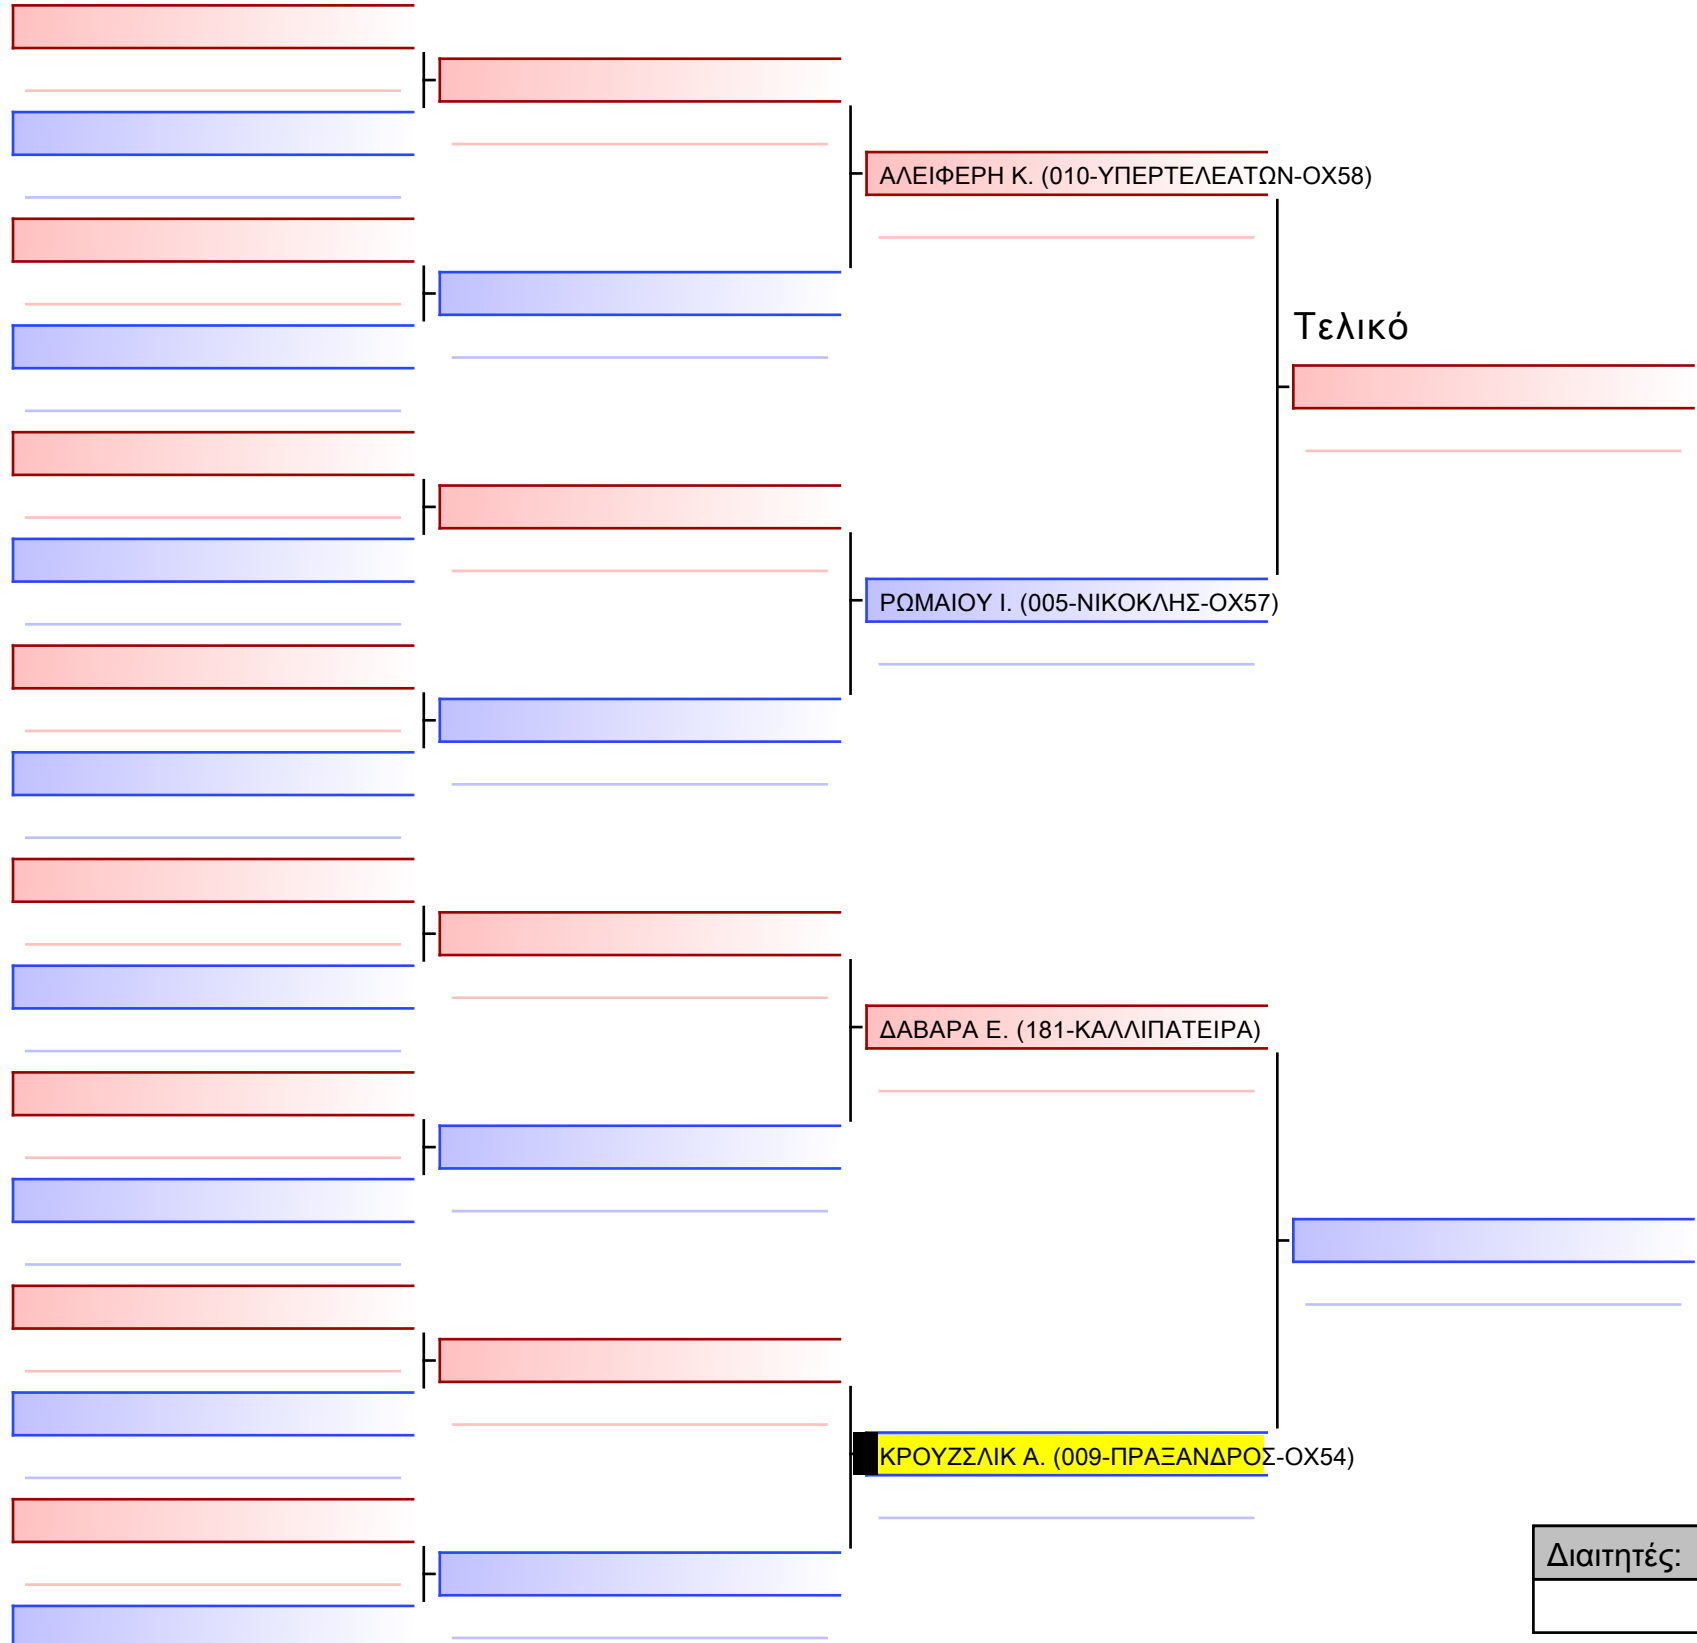 ΑΛΕΙΦΕΡΗ Κ. (010-ΥΠΕΡΤΕΛΕΑΤΩΝ-ΟΧ58)
Τελικό
ΡΩΜΑΙΟΥ Ι. (005-ΝΙΚΟΚΛΗΣ-ΟΧ57)
ΔΑΒΑΡΑ Ε. (181-ΚΑΛΛΙΠΑΤΕΙΡΑ)
ΚΡΟΥΖΣΛΙΚ Α. (009-ΠΡΑΞΑΝΔΡΟΣ-ΟΧ54)
Διαιτητές: